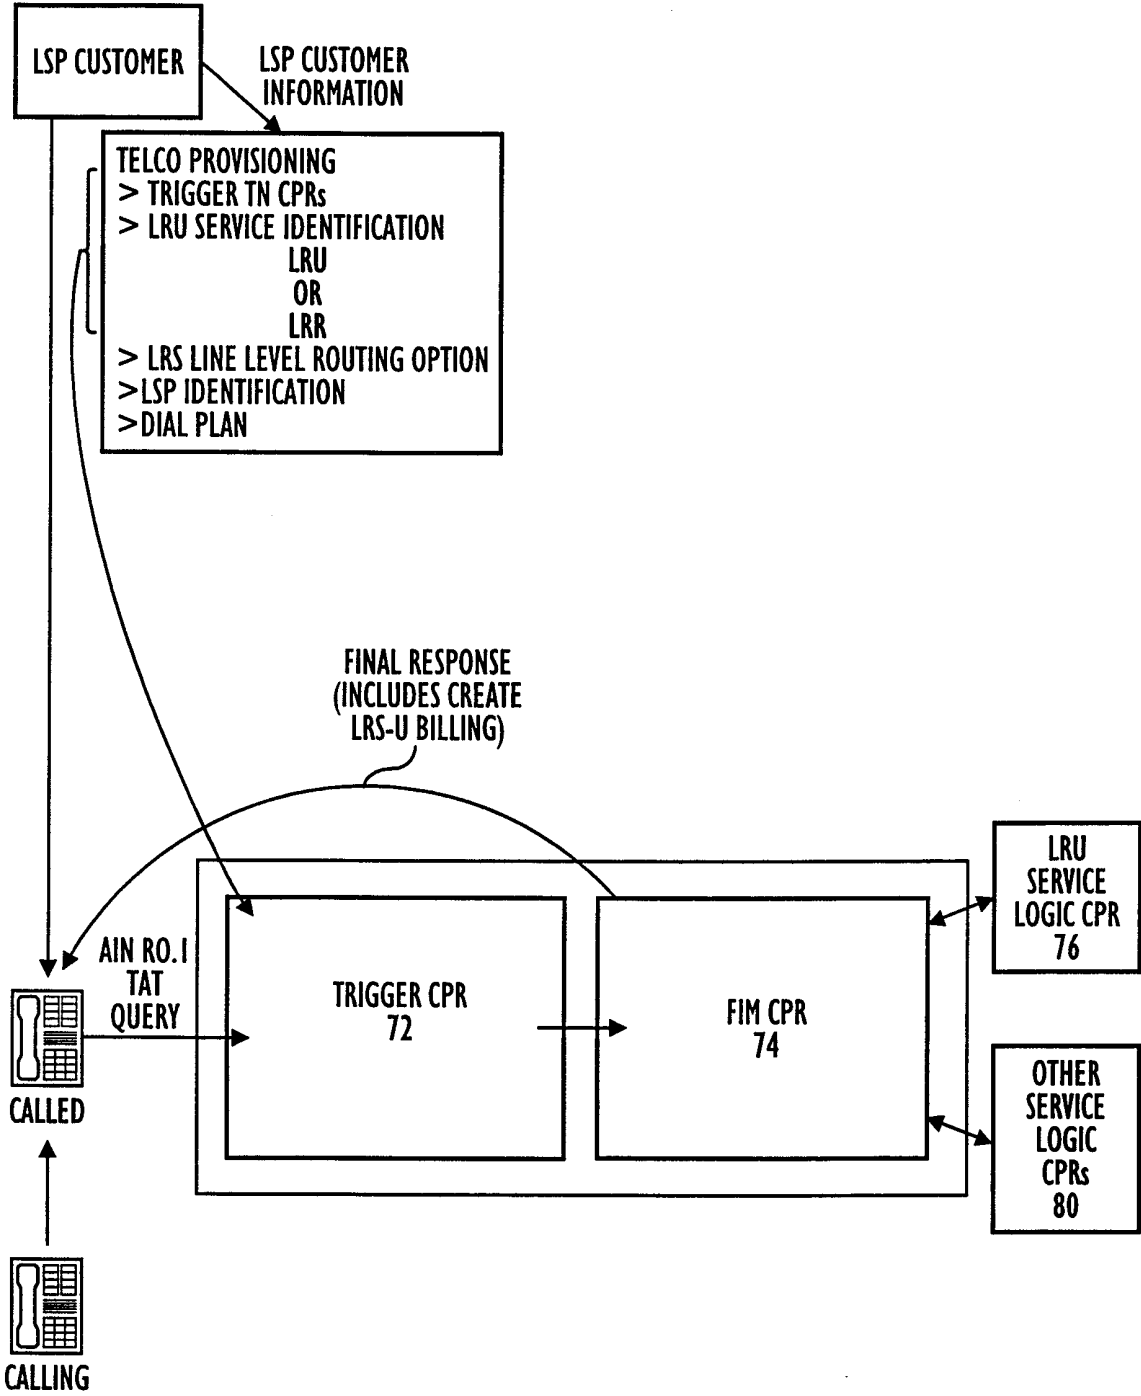 LSP CUSTOMER
LSP CUSTOMER
INFORMATION
TELCO PROVISIONING
> TRIGGER TN CPRs
> LRU SERVICE IDENTIFICATION
LRU
OR
LRR
> LRS LINE LEVEL ROUTING OPTION
>LSP IDENTIFICATION
>DIAL PLAN
FINAL RESPONSE
(INCLUDES CREATE
LRS-U BILLING)
AIN RO.1
TAT
QUERY
TRIGGER CPR
72
FIM CPR
74
LRU
SERVICE
LOGIC CPR
76
OTHER
SERVICE
LOGIC
CPRs
80
CALLED
CALLING